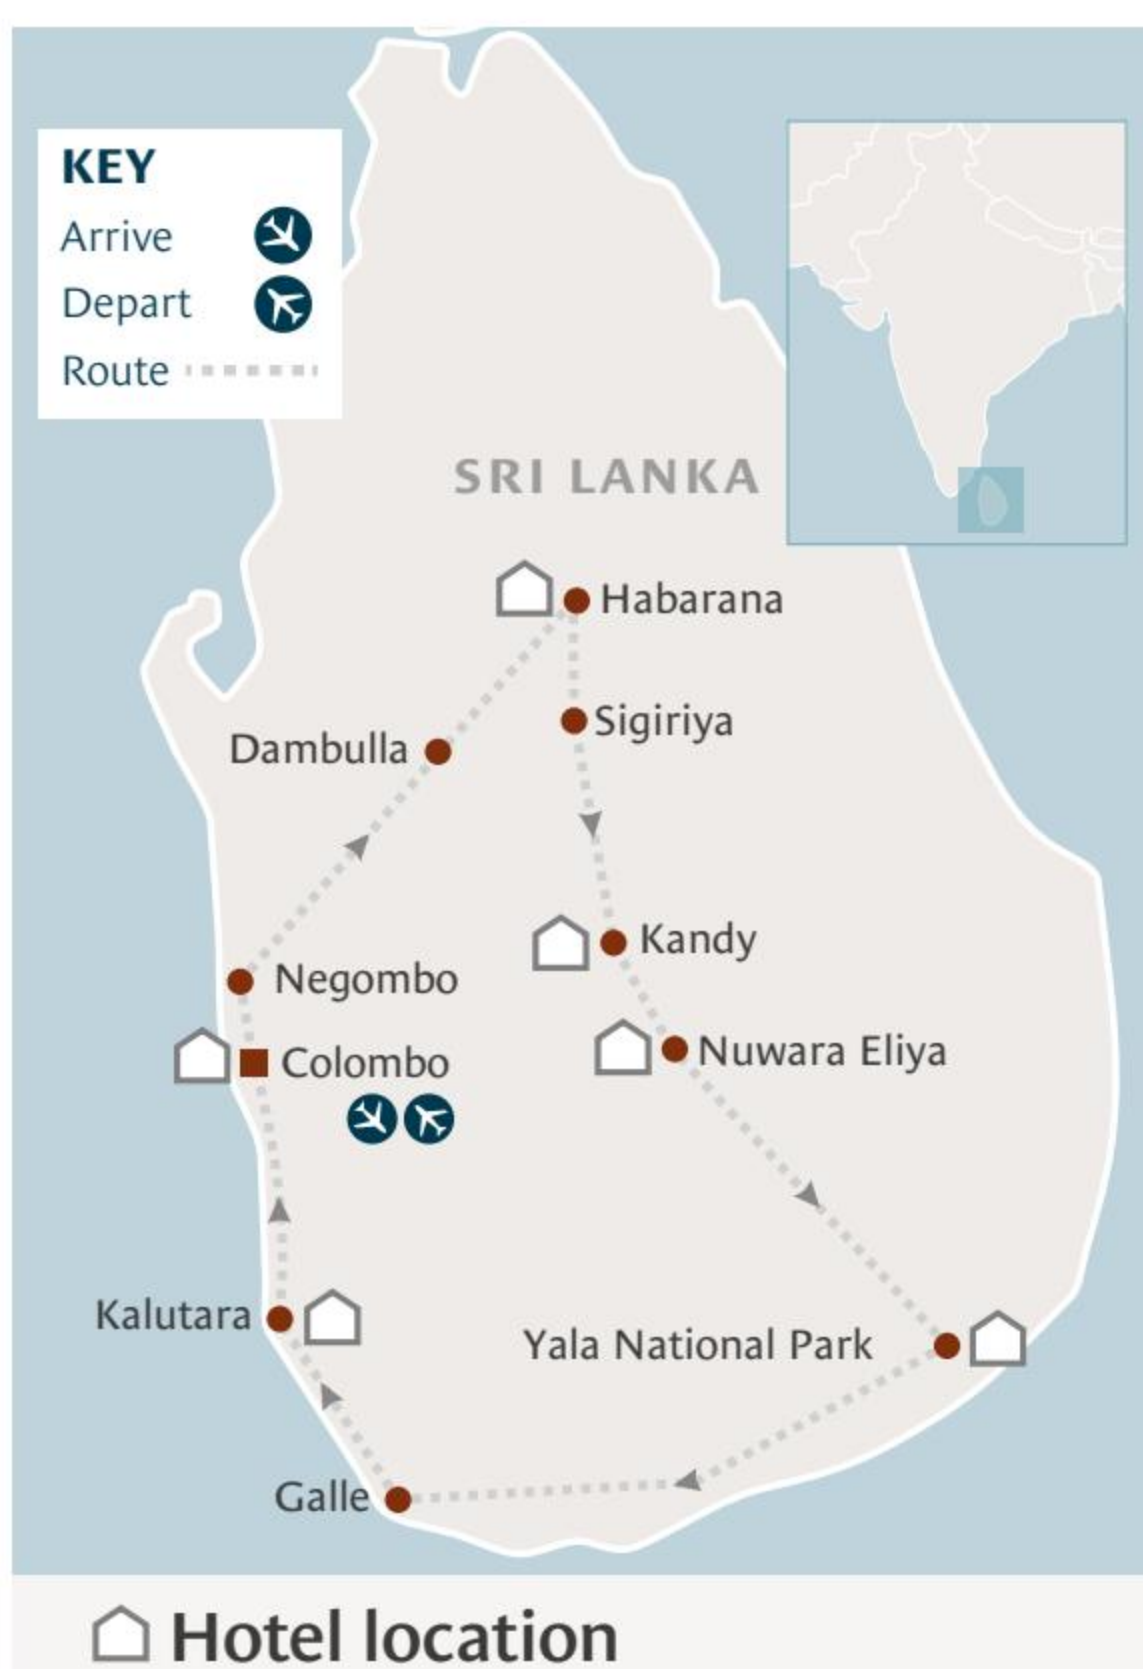 KEY
Arrive
Depart
Route
SRI LANKA
Habarana
Sigiriya
Dambulla
Kandy
Negombo
Nuwara Eliya
Colombo
Kalutara
Yala National Park
Galle
Hotel location